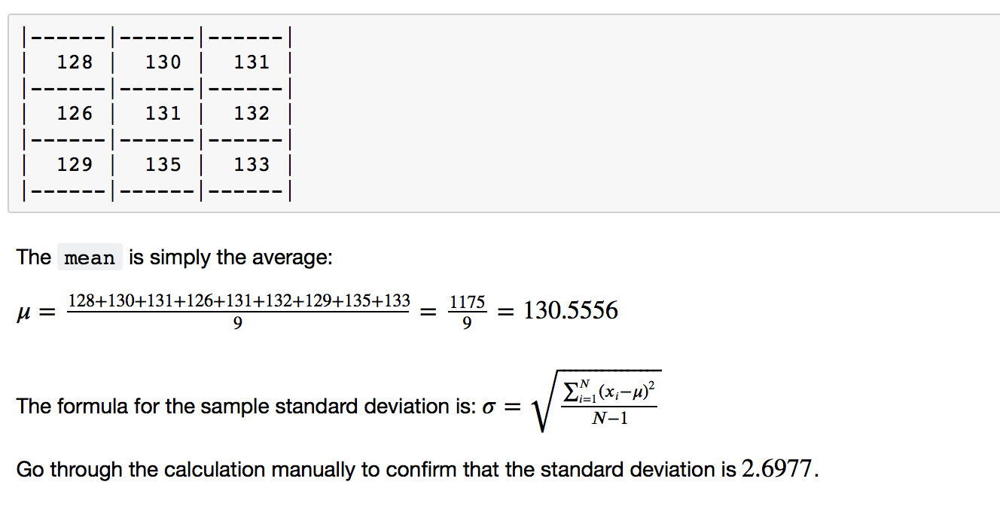 |------|------|------|
|  128 |  130 |  131 |
|------|------|------|
|  126 |  131 |  132 |
|------|------|------|
|  129 |  135 |  133 |
|------|------|------|
The mean is simply the average:
μ = \frac{128+130+131+126+131+132+129+135+133}{9} = \frac{1175}{9} = 130.5556
The formula for the sample standard deviation is: σ = \sqrt{\frac{\sum_{i=1}^{N}(x_i−μ)^2}{N−1}}
Go through the calculation manually to confirm that the standard deviation is 2.6977.